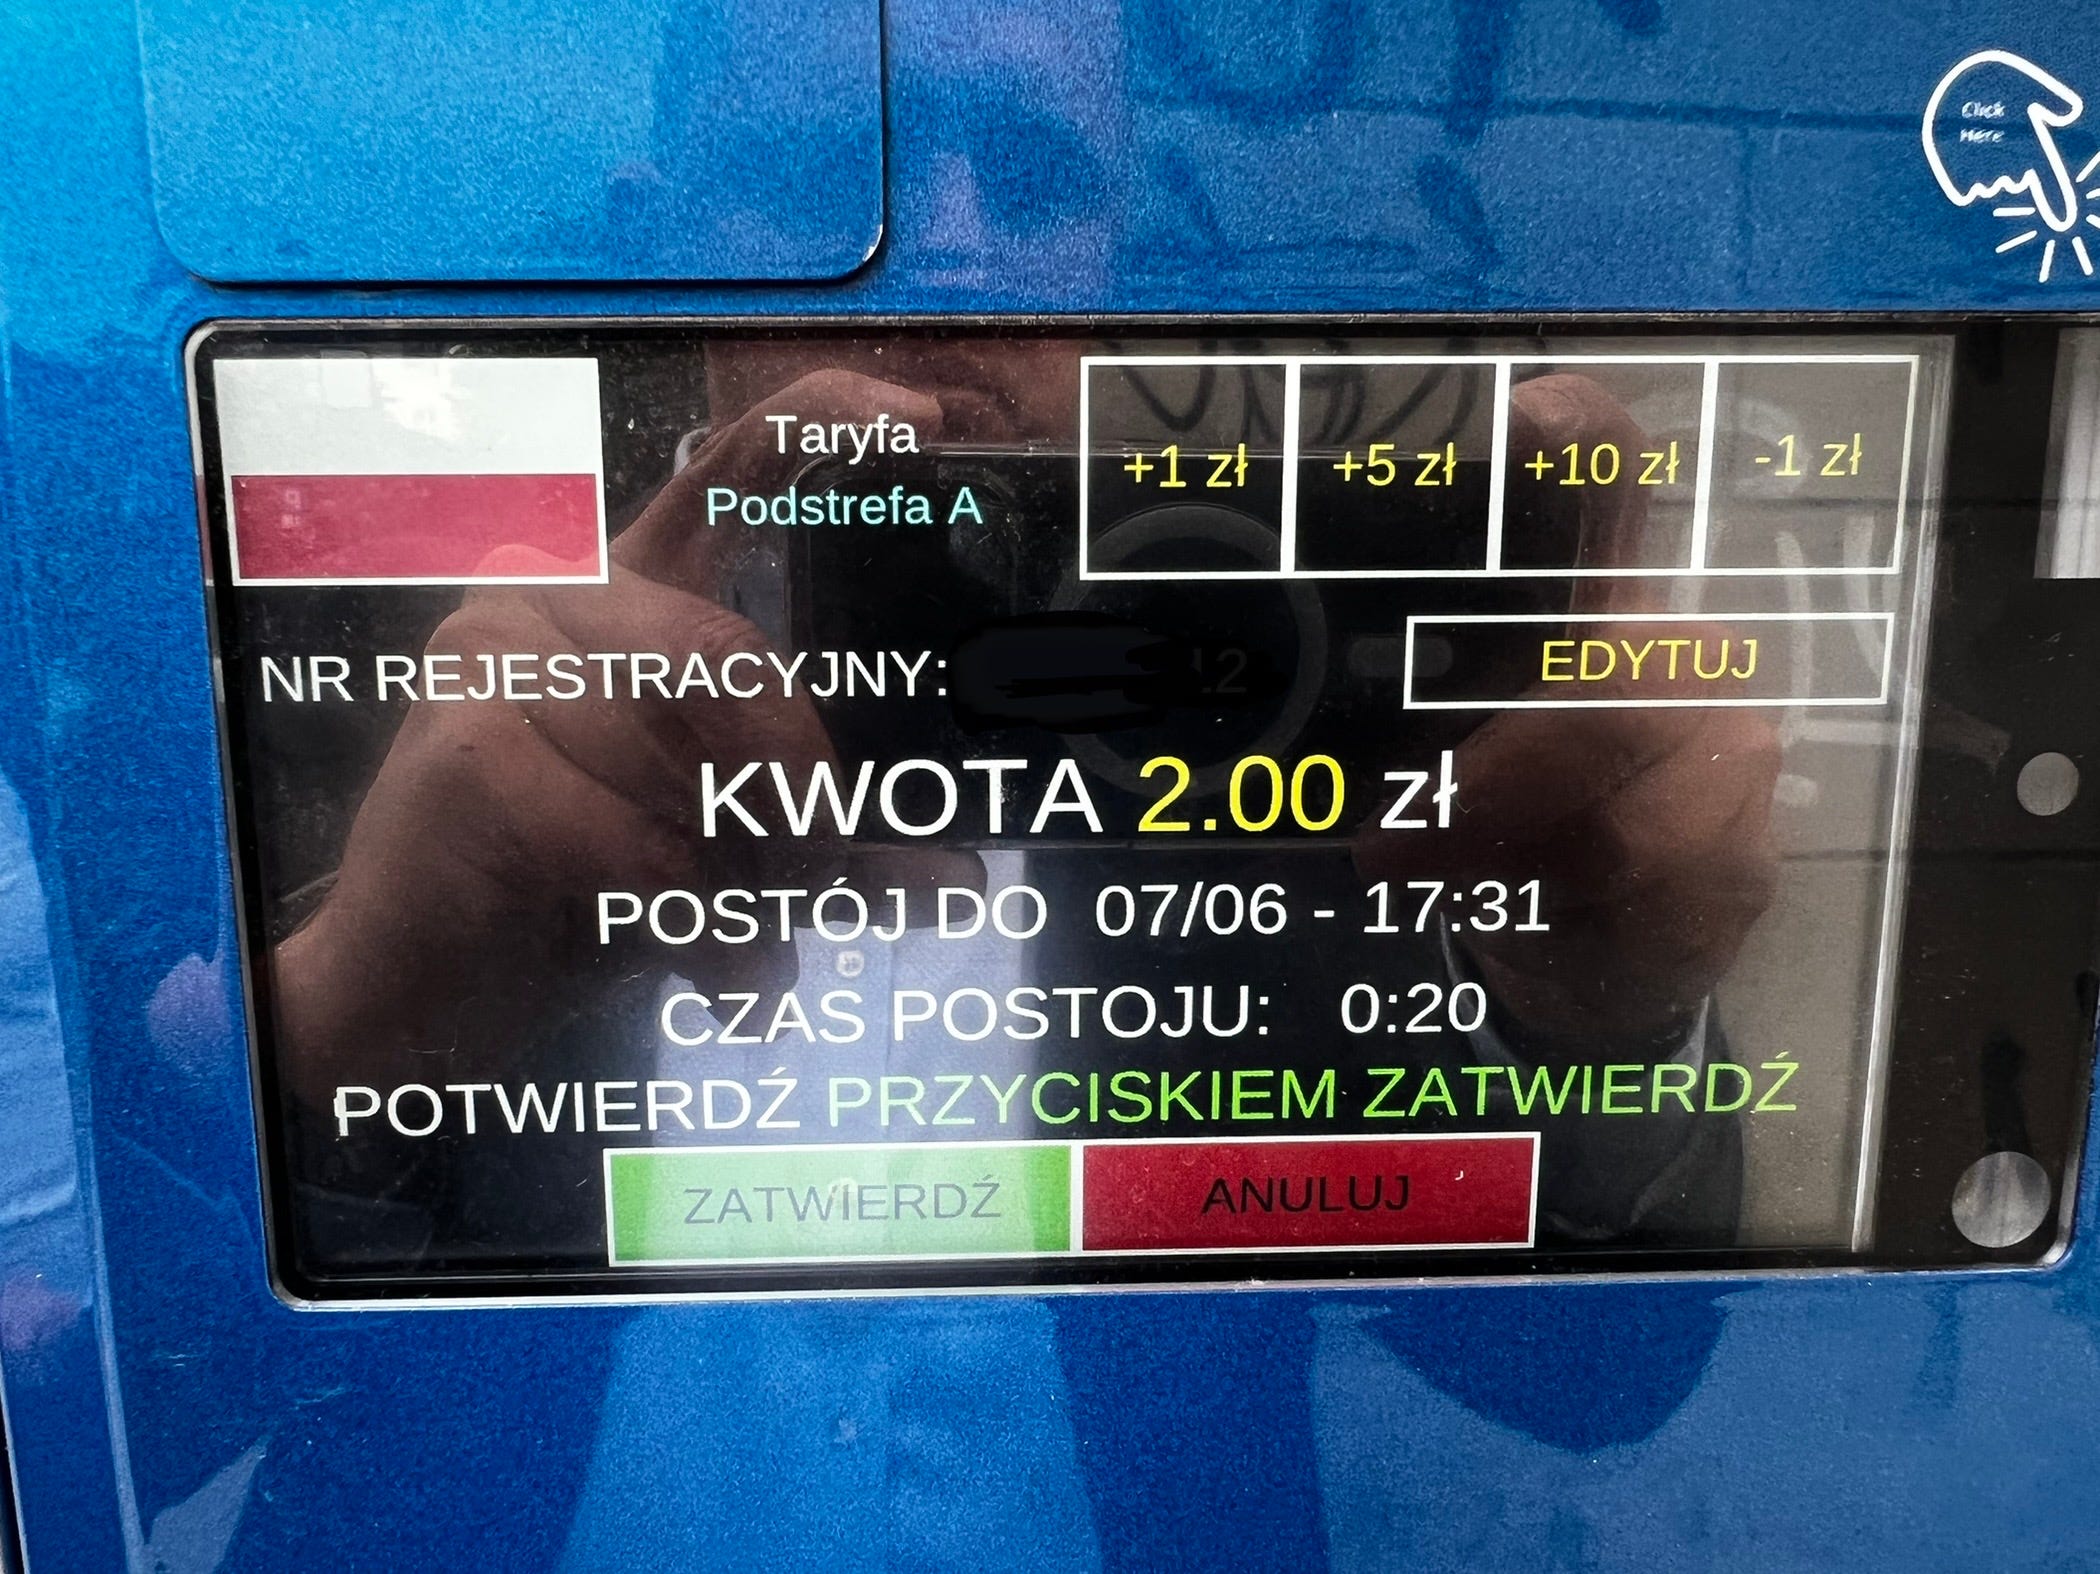 Click
Here
Taryfa
Podstrefa A
+1 zł
+5 zł
+10 zł
-1 zł
NR REJESTRACYJNY:
EDYTUJ
KWOTA 2.00 zł
POSTÓJ DO 07/06 - 17:31
CZAS POSTOJU: 0:20
POTWIERDŹ PRZYCISKIEM ZATWIERDŹ
ZATWIERDŹ
ANULUJ